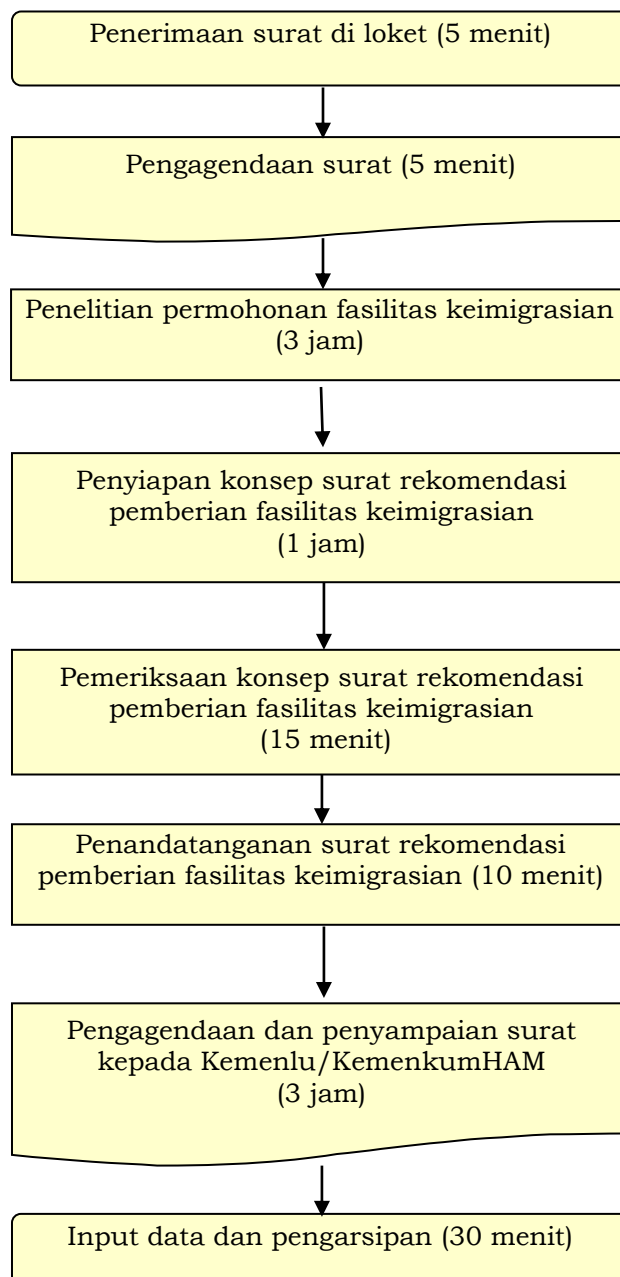 Penerimaan surat di loket (5 menit)
Pengagendaan surat (5 menit)
Penelitian permohonan fasilitas keimigrasian
(3 jam)
Penyiapan konsep surat rekomendasi
pemberian fasilitas keimigrasian
(1 jam)
Pemeriksaan konsep surat rekomendasi
pemberian fasilitas keimigrasian
(15 menit)
Penandatanganan surat rekomendasi
pemberian fasilitas keimigrasian (10 menit)
Pengagendaan dan penyampaian surat
kepada Kemenlu/KemenkumHAM
(3 jam)
Input data dan pengarsipan (30 menit)